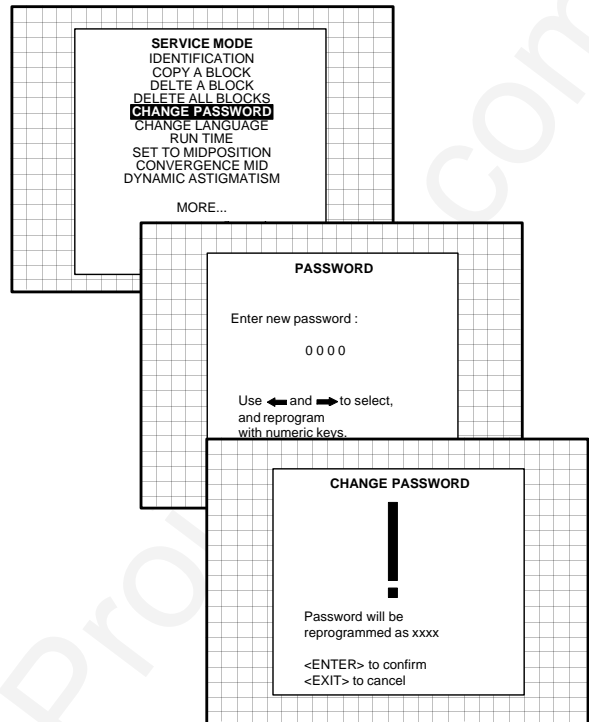 SERVICE MODE
IDENTIFICATION
COPY A BLOCK
DELTE A BLOCK
DELETE ALL BLOCKS
CHANGE PASSWORD
CHANGE LANGUAGE
RUN TIME
SET TO MIDPOSITION
CONVERGENCE MID
DYNAMIC ASTIGMATISM
MORE...
PASSWORD
Enter new password :
0 0 0 0
Use ← and → to select,
and reprogram
with numeric keys.
CHANGE PASSWORD
!
Password will be
reprogrammed as xxxx
<ENTER> to confirm
<EXIT> to cancel